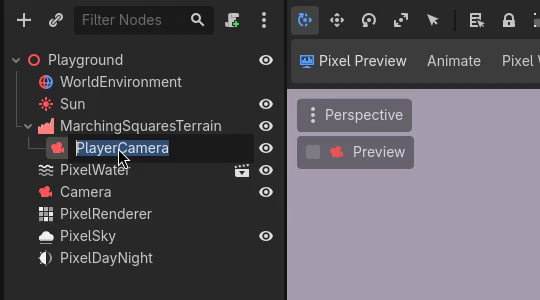 Filter Nodes
Pixel Preview Animate Pixel
Playground
WorldEnvironment
Sun
MarchingSquaresTerrain
PlayerCamera
PixelWater
Camera
PixelRenderer
PixelSky
PixelDayNight
Perspective
Preview